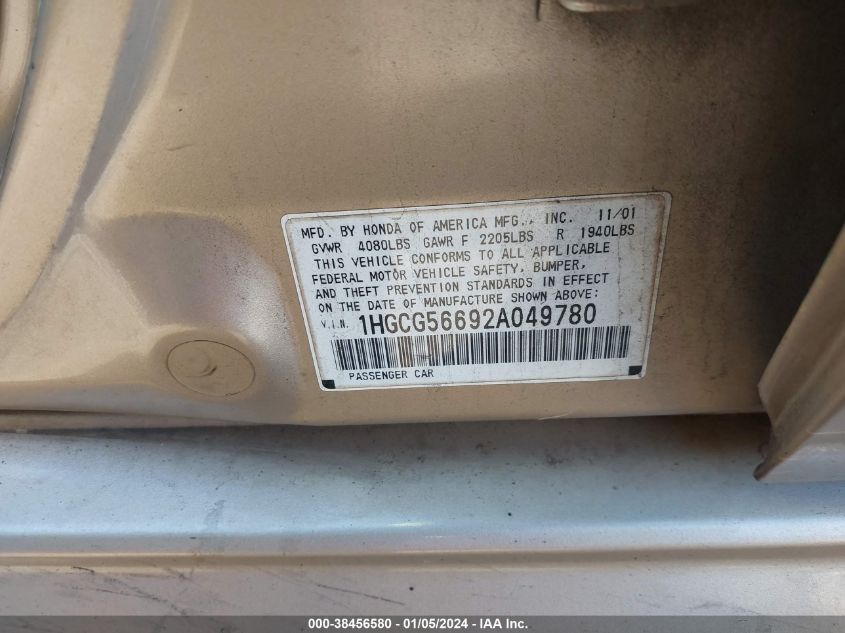 MFD. BY HONDA OF AMERICA MFG., INC. 11/01
GVWR 4080LBS GAWR F 2205LBS R 1940LBS
THIS VEHICLE CONFORMS TO ALL APPLICABLE
FEDERAL MOTOR VEHICLE SAFETY, BUMPER,
AND THEFT PREVENTION STANDARDS IN EFFECT
ON THE DATE OF MANUFACTURE SHOWN ABOVE:
V.I.N. 1HGCG56692A049780
PASSENGER CAR
000-38456580 - 01/05/2024 - IAA Inc.